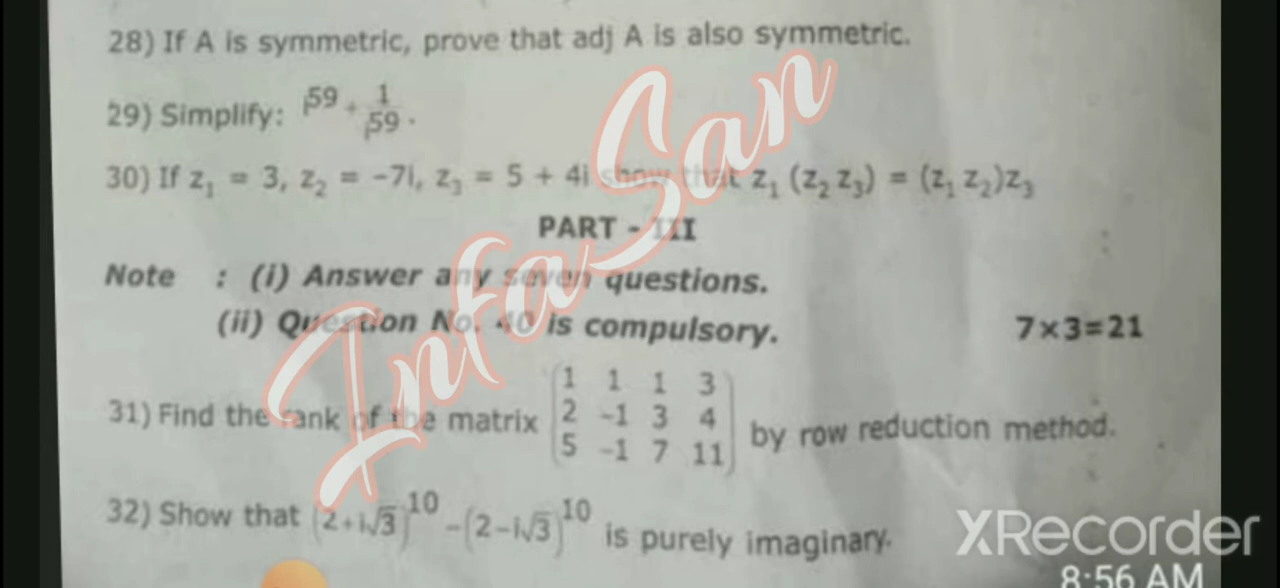 28) If A is symmetric, prove that adj A is also symmetric.
29) Simplify: i^59 + 1/i^59.
30) If z₁ = 3, z₂ = -7i, z₃ = 5 + 4i show that z₁ (z₂ z₃) = (z₁ z₂)z₃
PART - III
Note : (i) Answer any seven questions.
(ii) Question No. 40 is compulsory. 7×3=21
31) Find the rank of the matrix
1 1 1 3
2 -1 3 4
5 -1 7 11
by row reduction method.
32) Show that (2+i√3)^10 -(2-i√3)^10 is purely imaginary.
Infa San
XRecorder
8:56 AM